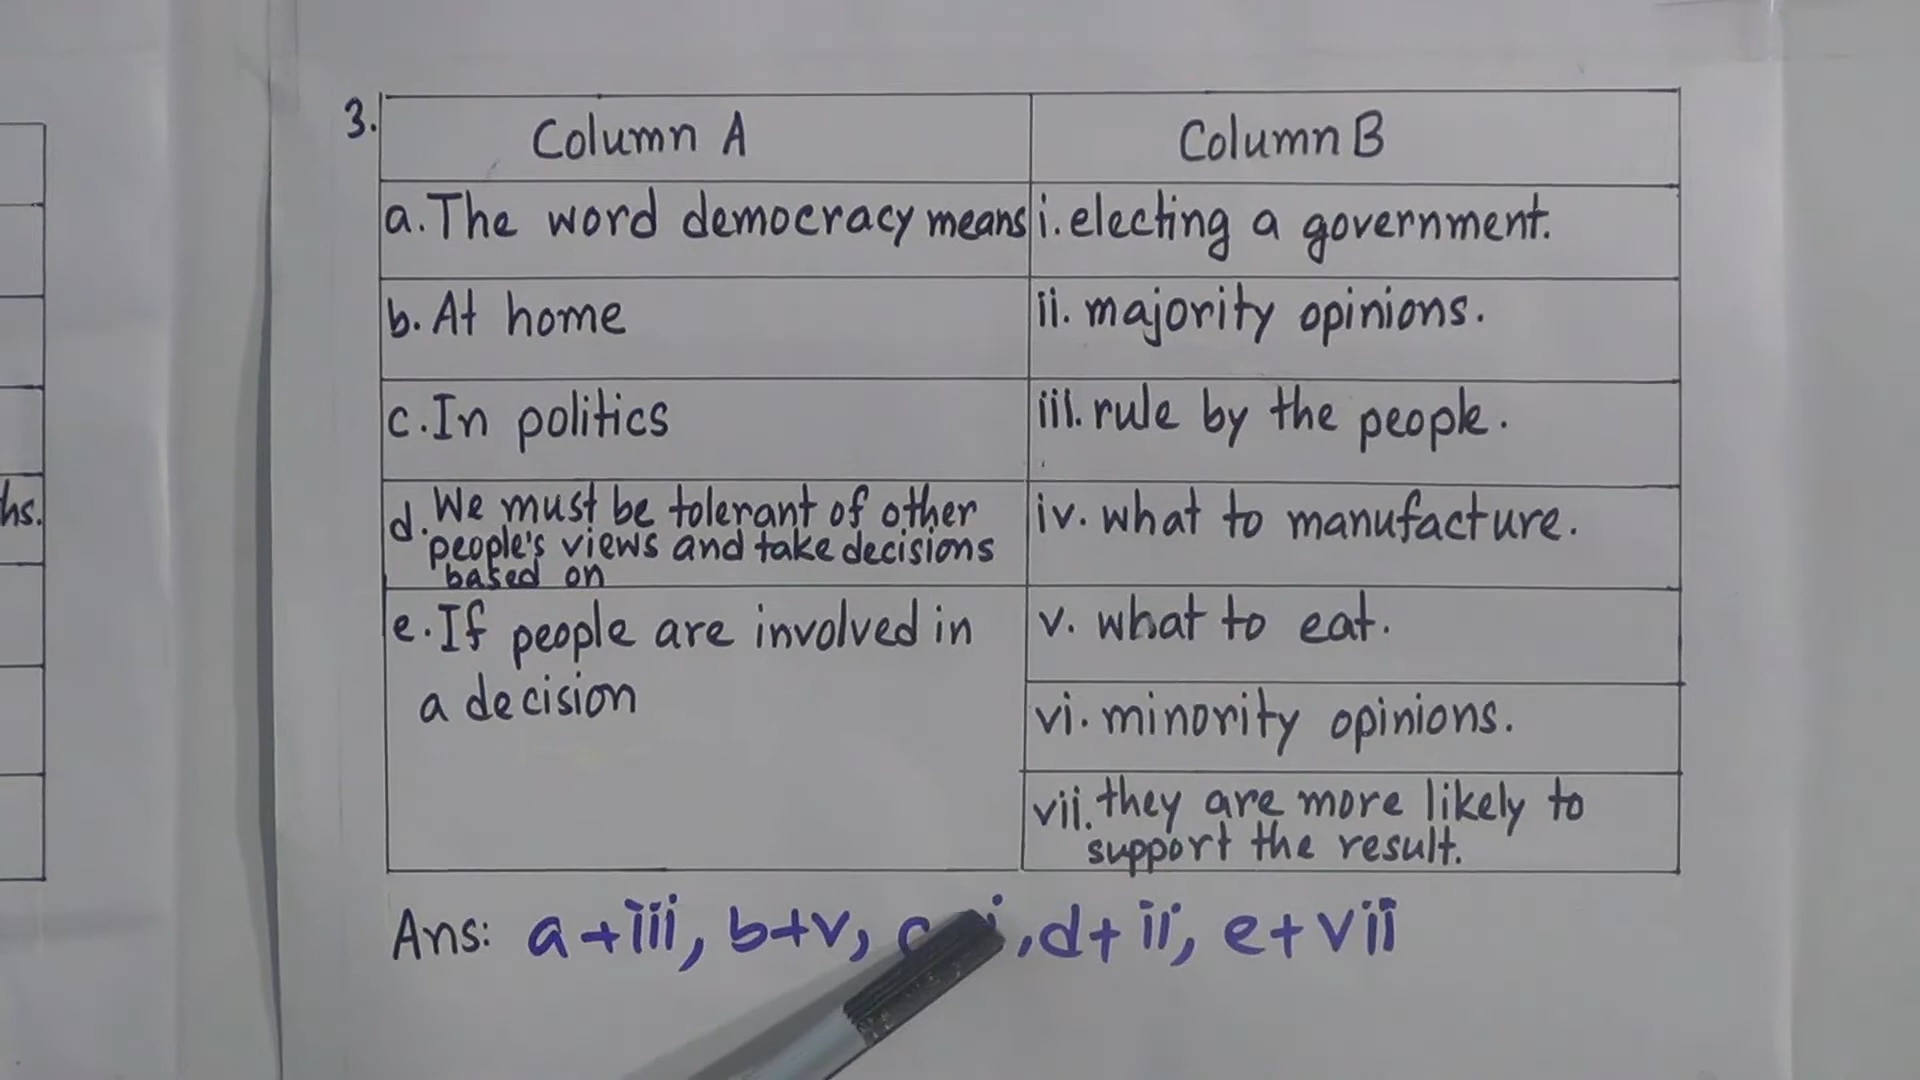 hs.
3.
Column A
Column B
a. The word democracy means
i. electing a government.
b. At home
ii. majority opinions.
c. In politics
iii. rule by the people.
d. We must be tolerant of other
people's views and take decisions
based on
iv. what to manufacture.
e. If people are involved in
a decision
v. what to eat.
vi. minority opinions.
vii. they are more likely to
support the result.
Ans: a+iii, b+v, , d+ii, e+vii